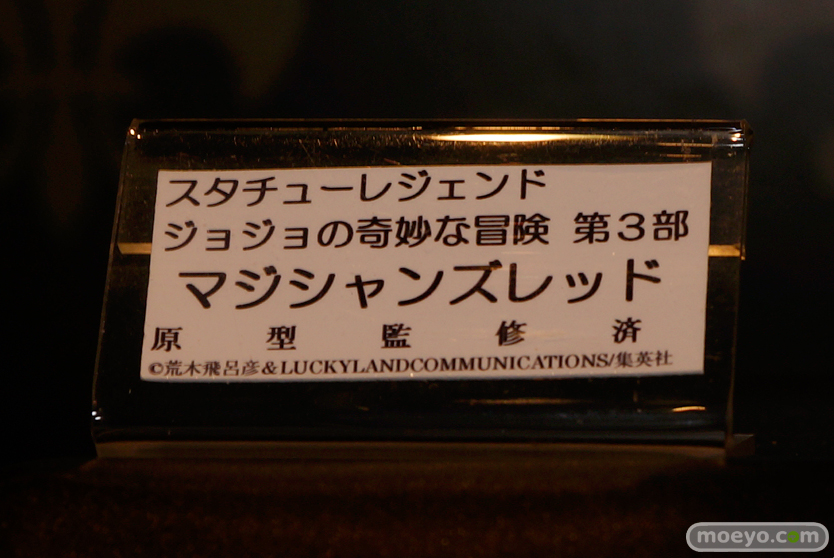 スタチューレジェンド
ジョジョの奇妙な冒険 第3部
マジシャンズレッド
原型監修済
©荒木飛呂彦&LUCKYLANDCOMMUNICATIONS/集英社
moeyo.com